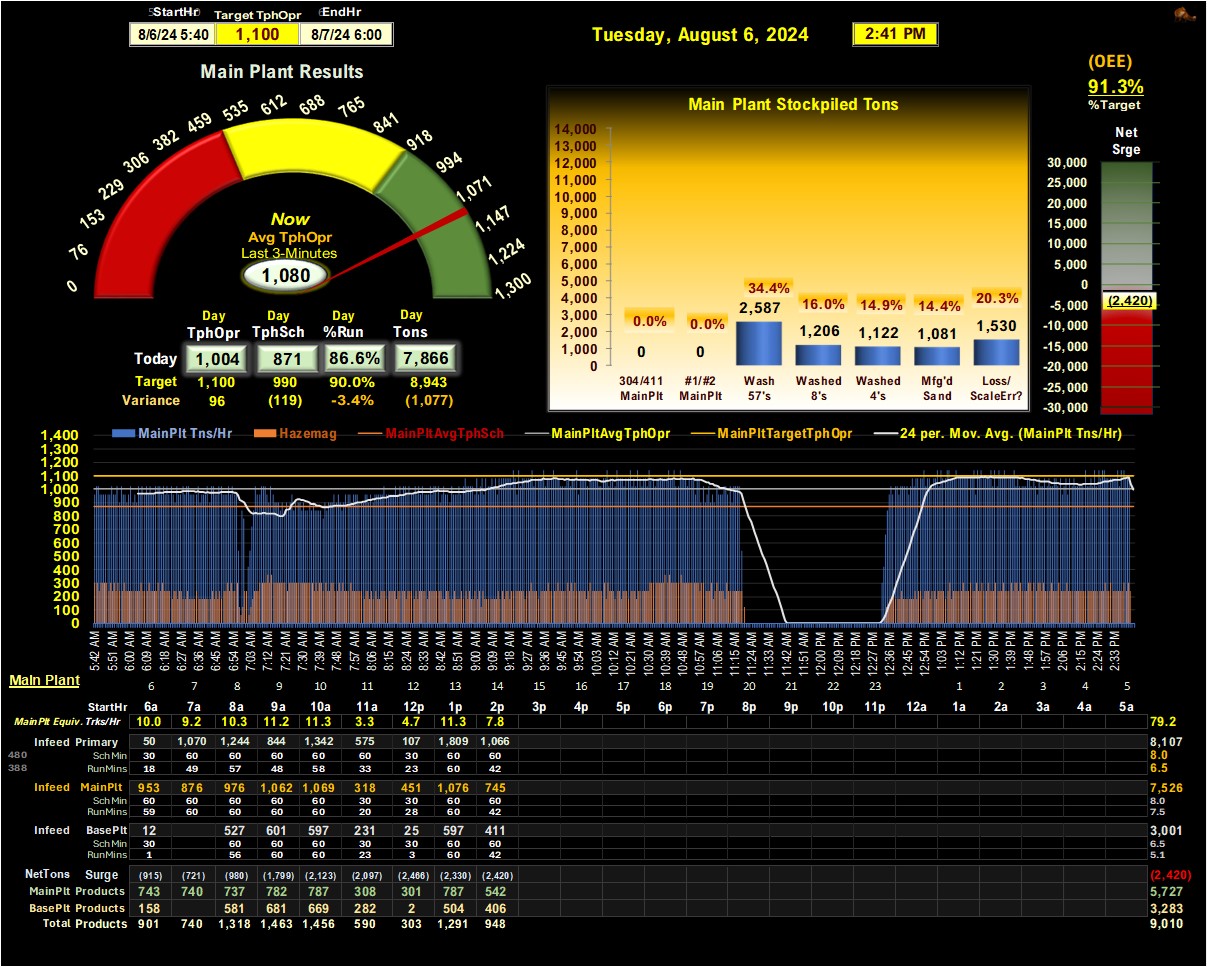 StartHr Target TphOpr EndHr
8/6/24 5:40 1,100 8/7/24 6:00
Tuesday, August 6, 2024 2:41 PM
(OEE)
91.3%
%Target
Main Plant Results
0 76 153 229 306 382 459 535 612 688 765 841 918 994 1,071 1,147 1,224 1,300
Now
Avg TphOpr
Last 3-Minutes
1,080
Day Day Day Day
TphOpr TphSch %Run Tons
Today 1,004 871 86.6% 7,866
Target 1,100 990 90.0% 8,943
Variance 96 (119) -3.4% (1,077)
Main Plant Stockpiled Tons
14,000
13,000
12,000
11,000
10,000
9,000
8,000
7,000
6,000
5,000
4,000
3,000
2,000
1,000
0
0.0% 0.0% 34.4% 16.0% 14.9% 14.4% 20.3%
0 0 2,587 1,206 1,122 1,081 1,530
304/411 #1/#2 Wash Washed Washed Mfg'd Loss/
MainPlt MainPlt 57's 8's 4's Sand ScaleErr?
Net
Srge
30,000
25,000
20,000
15,000
10,000
5,000
0
-5,000
-10,000
-15,000
-20,000
-25,000
-30,000
(2,420)
MainPlt Tns/Hr Hazemag MainPltAvgTphSch MainPltAvgTphOpr MainPltTargetTphOpr 24 per. Mov. Avg. (MainPlt Tns/Hr)
1,400
1,300
1,200
1,100
1,000
900
800
700
600
500
400
300
200
100
0
5:42 AM 5:51 AM 6:00 AM 6:09 AM 6:18 AM 6:27 AM 6:36 AM 6:45 AM 6:54 AM 7:03 AM 7:12 AM 7:21 AM 7:30 AM 7:39 AM 7:48 AM 7:57 AM 8:06 AM 8:15 AM 8:24 AM 8:33 AM 8:42 AM 8:51 AM 9:00 AM 9:09 AM 9:18 AM 9:27 AM 9:36 AM 9:45 AM 9:54 AM 10:03 AM 10:12 AM 10:21 AM 10:30 AM 10:39 AM 10:48 AM 10:57 AM 11:06 AM 11:15 AM 11:24 AM 11:33 AM 11:42 AM 11:51 AM 12:00 PM 12:09 PM 12:18 PM 12:27 PM 12:36 PM 12:45 PM 12:54 PM 1:03 PM 1:12 PM 1:21 PM 1:30 PM 1:39 PM 1:48 PM 1:57 PM 2:06 PM 2:15 PM 2:24 PM 2:33 PM
Main Plant 6 7 8 9 10 11 12 13 14 15 16 17 18 19 20 21 22 23 1 2 3 4 5
StartHr 6a 7a 8a 9a 10a 11a 12p 1p 2p 3p 4p 5p 6p 7p 8p 9p 10p 11p 12a 1a 2a 3a 4a 5a
MainPlt Equiv. Trks/Hr 10.0 9.2 10.3 11.2 11.3 3.3 4.7 11.3 7.8 79.2
Infeed Primary 50 1,070 1,244 844 1,342 575 107 1,809 1,066 8,107
480 Sch Min 30 60 60 60 60 60 60 60 60 8.0
388 RunMins 18 49 57 48 58 33 23 60 42 6.5
Infeed MainPlt 953 876 976 1,062 1,069 318 451 1,076 745 7,526
Sch Min 60 60 60 60 60 30 30 60 60 8.0
RunMins 59 60 60 60 60 20 28 60 42 7.5
Infeed BasePlt 12 527 601 597 231 25 597 411 3,001
Sch Min 30 60 60 60 30 30 60 60 6.5
RunMins 1 56 60 60 23 3 60 42 5.1
NetTons Surge (915) (721) (980) (1,799) (2,123) (2,097) (2,466) (2,330) (2,420) (2,420)
MainPlt Products 743 740 737 782 787 308 301 787 542 5,727
BasePlt Products 158 581 681 669 282 2 504 406 3,283
Total Products 901 740 1,318 1,463 1,456 590 303 1,291 948 9,010